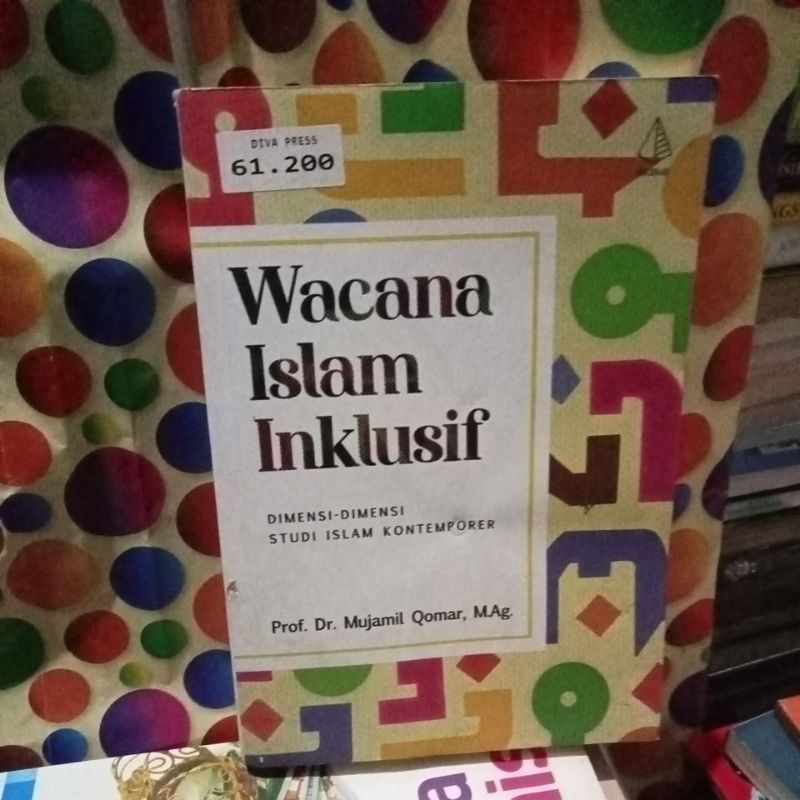 DIVA PRESS
61.200
Wacana
Islam
Inklusif
DIMENSI-DIMENSI
STUDI ISLAM KONTEMPORER
Prof. Dr. Mujamil Qomar, M.Ag.